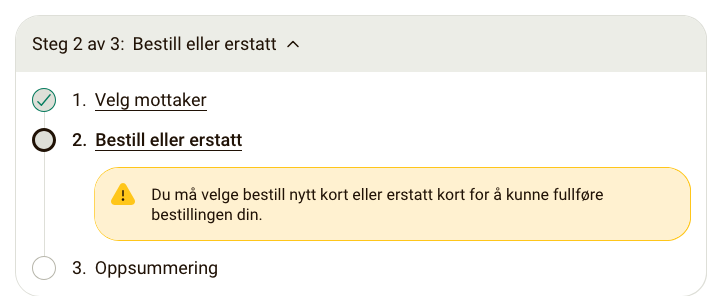 Steg 2 av 3: Bestill eller erstatt
1. Velg mottaker
2. Bestill eller erstatt
Du må velge bestill nytt kort eller erstatt kort for å kunne fullføre
bestillingen din.
3. Oppsummering